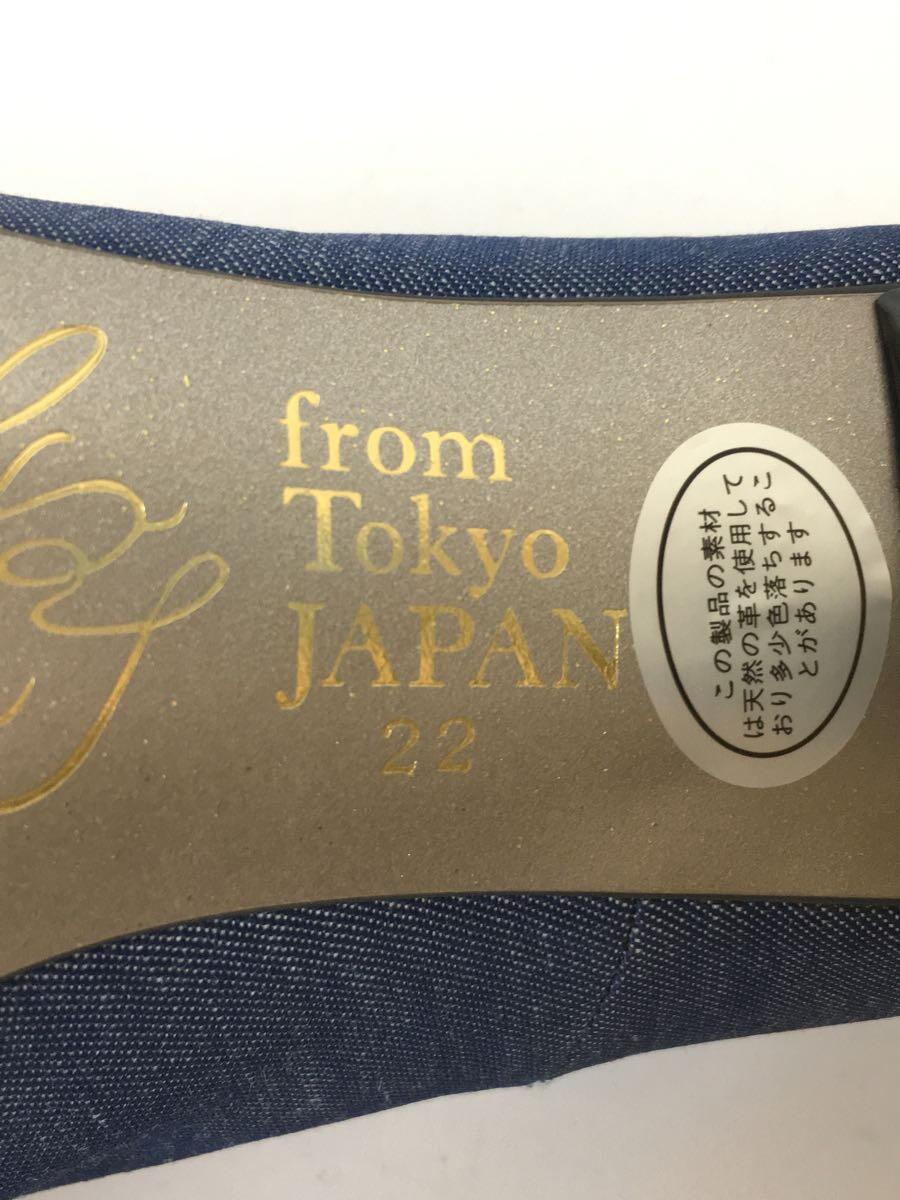 from
Tokyo
JAPAN
22
この製品の素材
は天然の革を使用して
おり多少色落ちするこ
とがあります